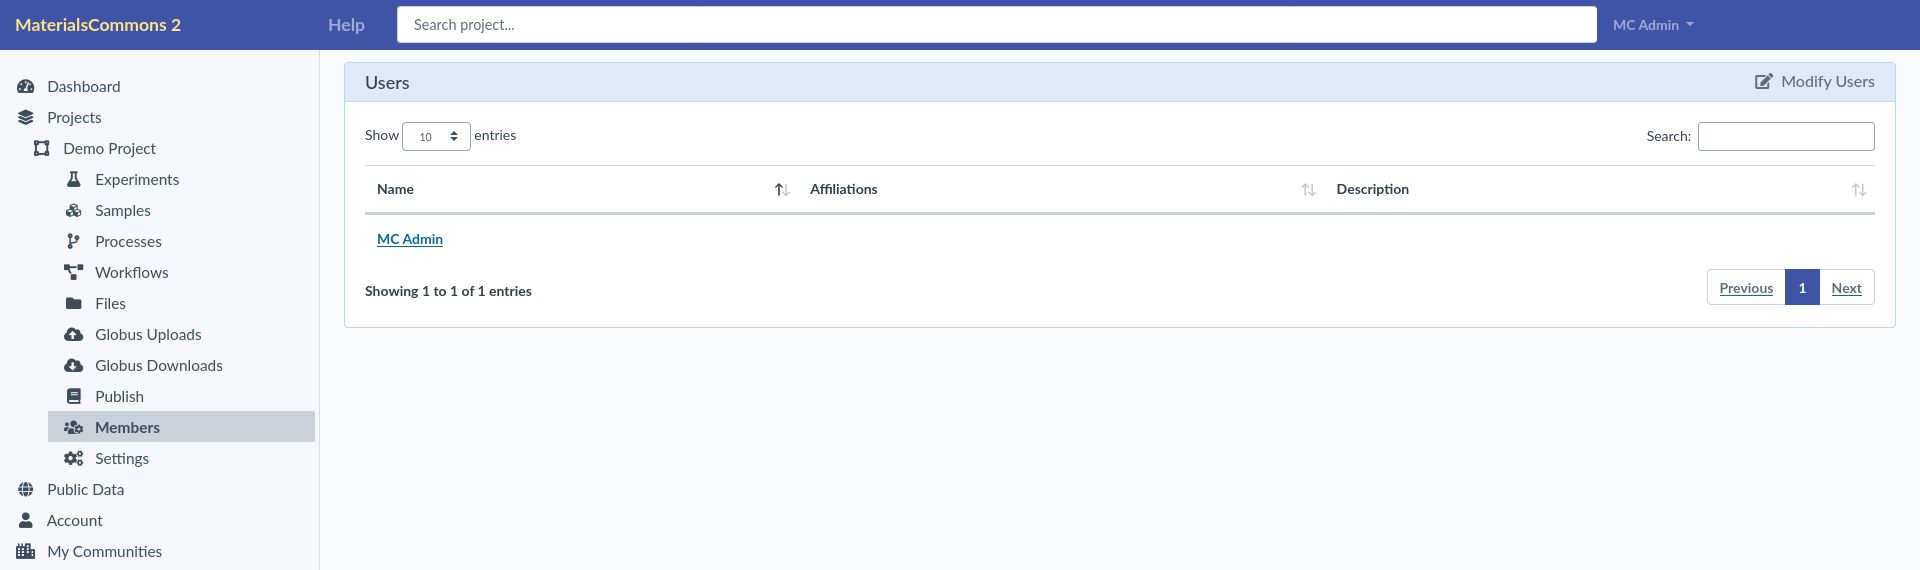 MaterialsCommons 2 Help Search project... MC Admin
Dashboard
Projects
Demo Project
Experiments
Samples
Processes
Workflows
Files
Globus Uploads
Globus Downloads
Publish
Members
Settings
Public Data
Account
My Communities
Users Modify Users
Show 10 entries Search:
Name Affiliations Description
MC Admin
Showing 1 to 1 of 1 entries Previous 1 Next